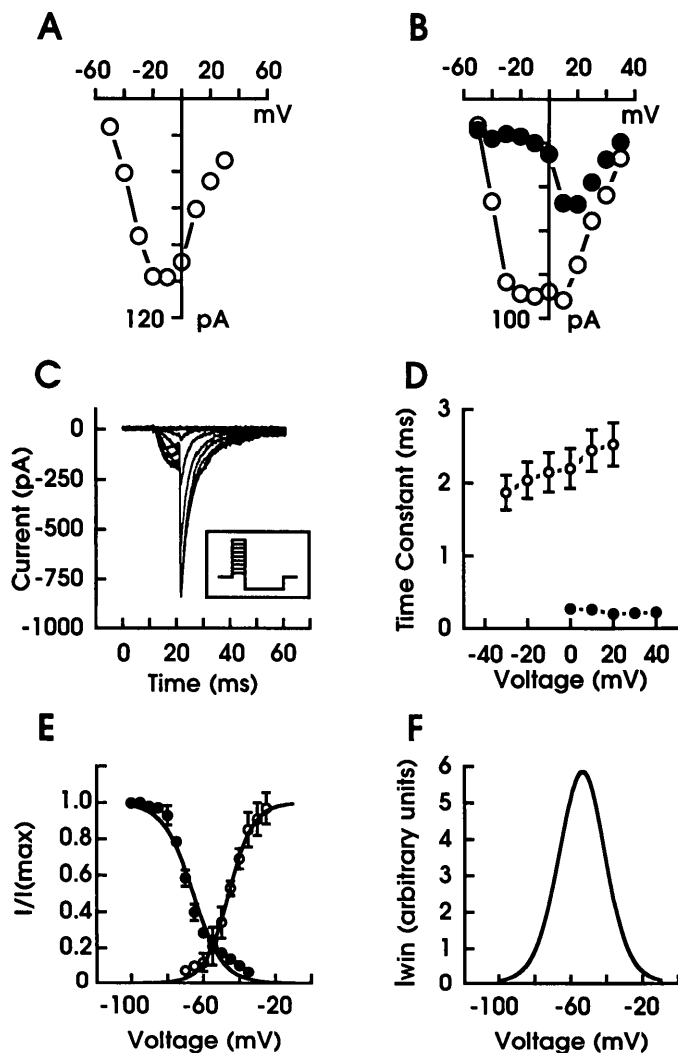 A
-60 -20 20 60
mV
120 pA
B
-60 -20 20 40
mV
100 pA
C
Current (pA)
0
-250
-500
-750
-1000
0 20 40 60
Time (ms)
D
Time Constant (ms)
3
2
1
0
-40 -20 0 20 40
Voltage (mV)
E
I/I(max)
1.0
0.8
0.6
0.4
0.2
0
-100 -60 -20
Voltage (mV)
F
Iwin (arbitrary units)
6
5
4
3
2
1
0
-100 -60 -20
Voltage (mV)